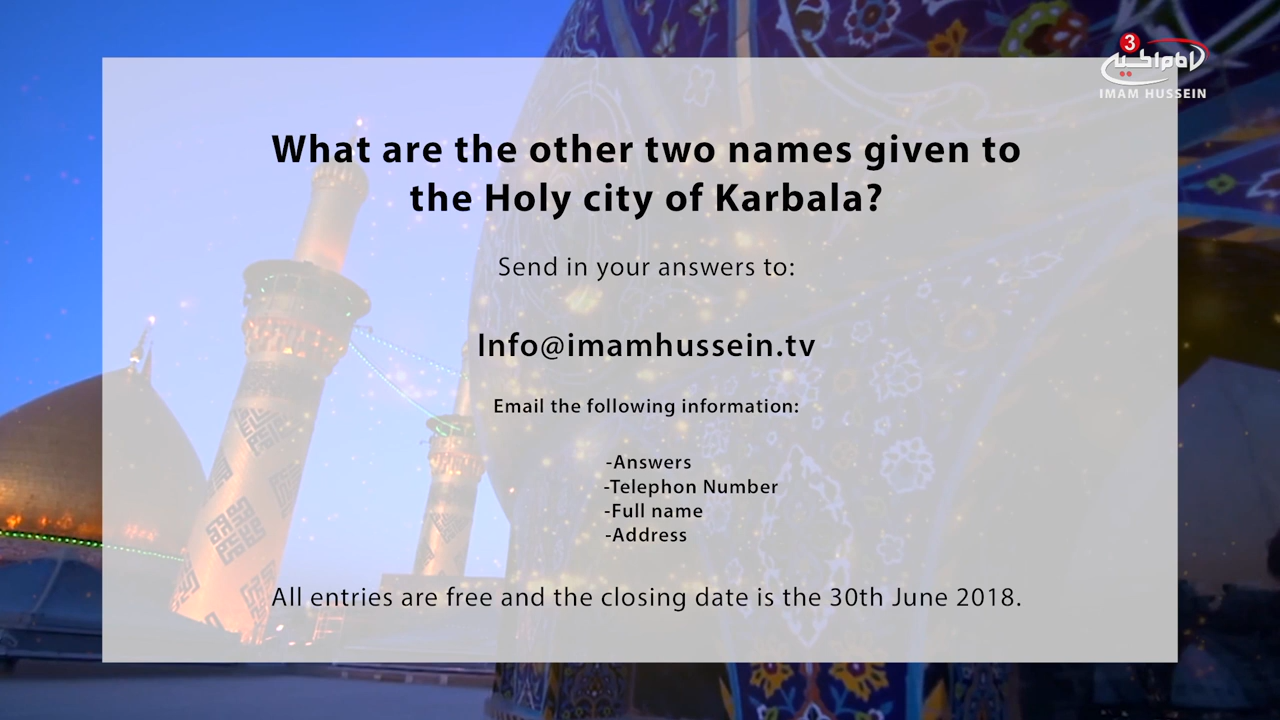 3
امام حسین
IMAM HUSSEIN
What are the other two names given to
the Holy city of Karbala?
Send in your answers to:
Info@imamhussein.tv
Email the following information:
-Answers
-Telephon Number
-Full name
-Address
All entries are free and the closing date is the 30th June 2018.